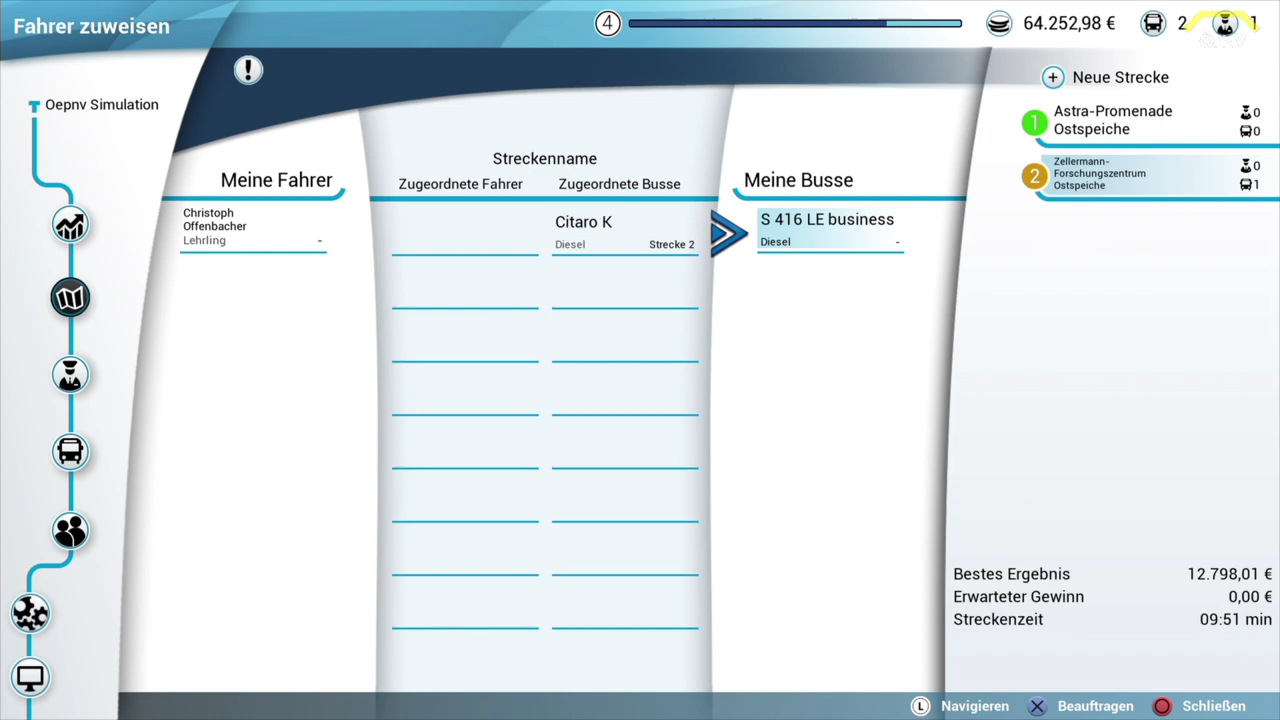 Fahrer zuweisen
4
64.252,98 €
2
1
Oepnv Simulation
Neue Strecke
1
Astra-Promenade
Ostspeiche
0
0
2
Zellermann-
Forschungszentrum
Ostspeiche
0
1
Meine Fahrer
Christoph
Offenbacher
Lehrling -
Streckenname
Zugeordnete Fahrer Zugeordnete Busse
Citaro K
Diesel Strecke 2
Meine Busse
S 416 LE business
Diesel -
Bestes Ergebnis 12.798,01 €
Erwarteter Gewinn 0,00 €
Streckenzeit 09:51 min
L Navigieren Beauftragen Schließen